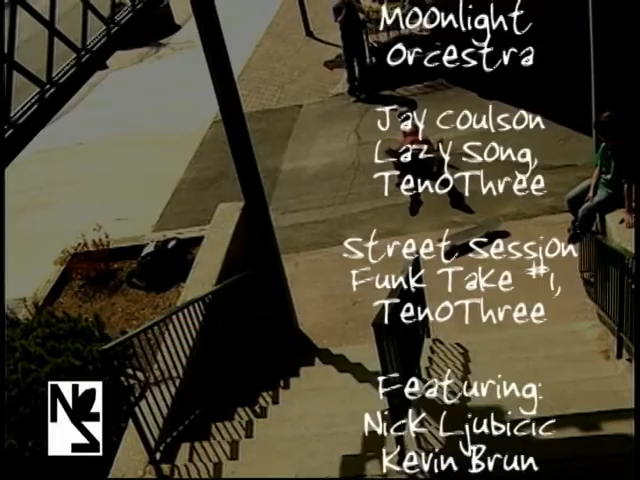 Moonlight
Orcestra
Jay Coulson
Lazy Song,
TenoThree
Street Session
Funk Take #1,
TenoThree
Featuring:
Nick Ljubicic
Kevin Brun